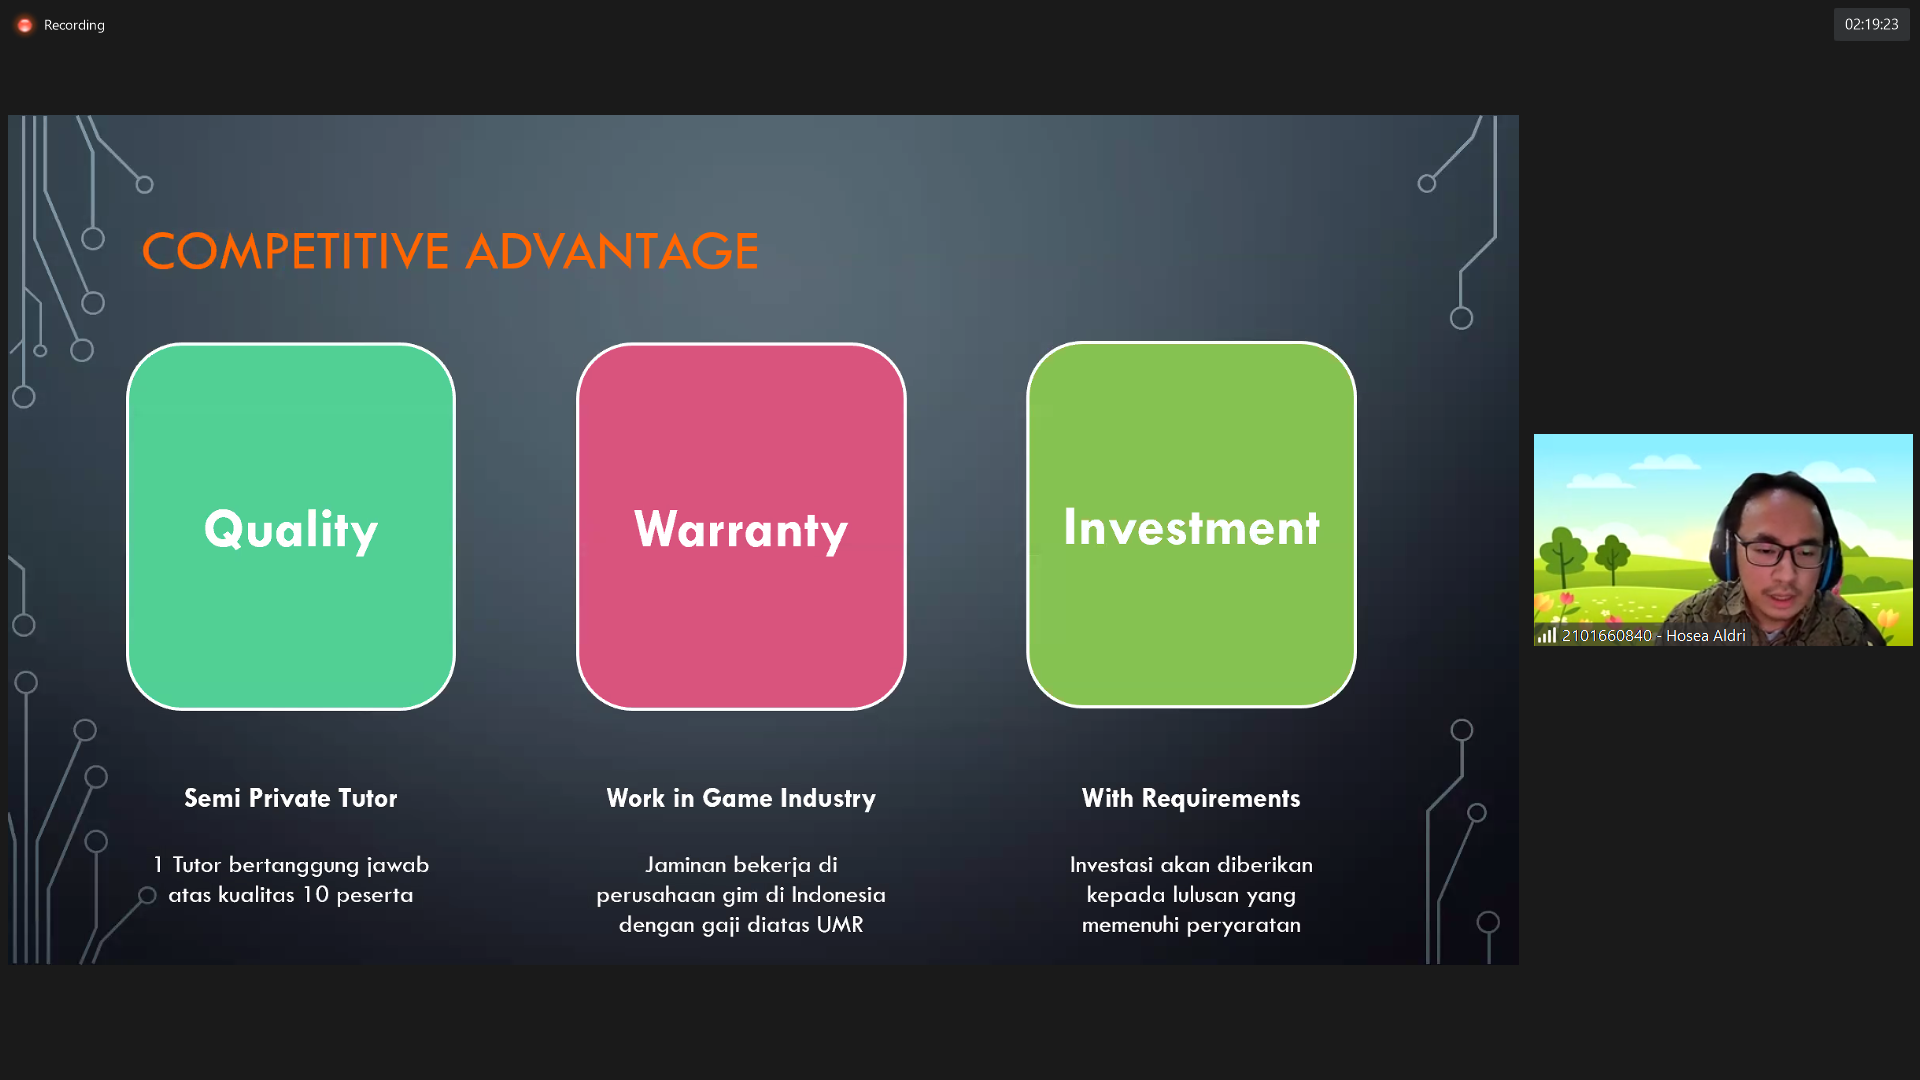 Recording
02:19:23
COMPETITIVE ADVANTAGE
Quality
Warranty
Investment
Semi Private Tutor
1 Tutor bertanggung jawab
atas kualitas 10 peserta
Work in Game Industry
Jaminan bekerja di
perusahaan gim di Indonesia
dengan gaji diatas UMR
With Requirements
Investasi akan diberikan
kepada lulusan yang
memenuhi peryaratan
2101660840 - Hosea Aldri